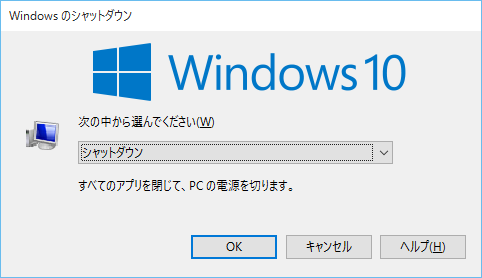 Windows のシャットダウン
Windows 10
次の中から選んでください(W)
シャットダウン
すべてのアプリを閉じて、PC の電源を切ります。
OK
キャンセル
ヘルプ(H)